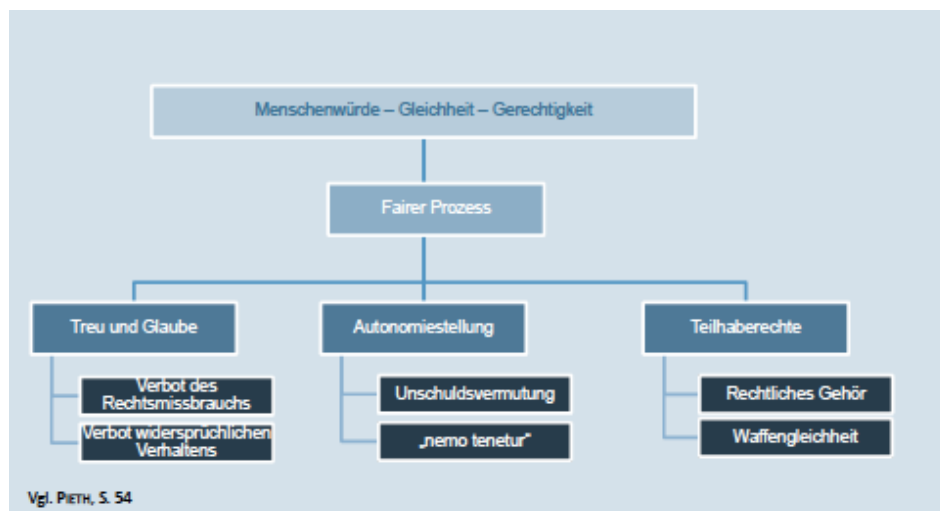 Menschenwürde – Gleichheit – Gerechtigkeit
Fairer Prozess
Treu und Glaube
Verbot des
Rechtsmissbrauchs
Verbot widersprüchlichen
Verhaltens
Autonomiestellung
Unschuldsvermutung
„nemo tenetur“
Teilhaberechte
Rechtliches Gehör
Waffengleichheit
Vgl. PIETH, S. 54